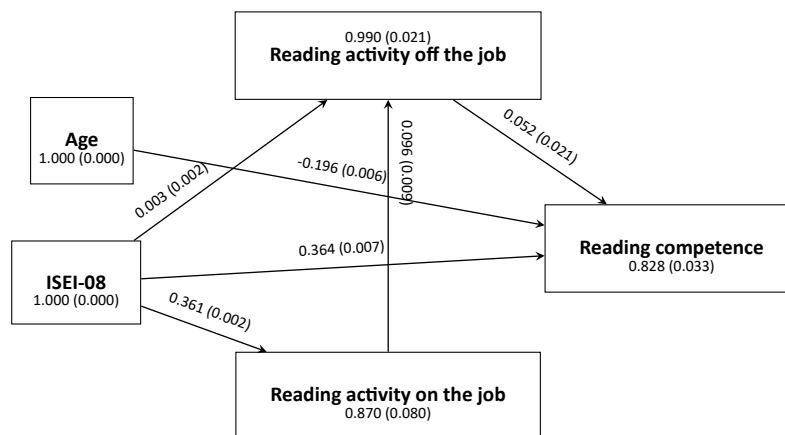 0.990 (0.021)
Reading activity off the job
Age
1.000 (0.000)
0.003 (0.002)
-0.196 (0.006)
0.096 (0.009)
0.052 (0.021)
ISEI-08
1.000 (0.000)
0.364 (0.007)
Reading competence
0.828 (0.033)
0.361 (0.002)
Reading activity on the job
0.870 (0.080)